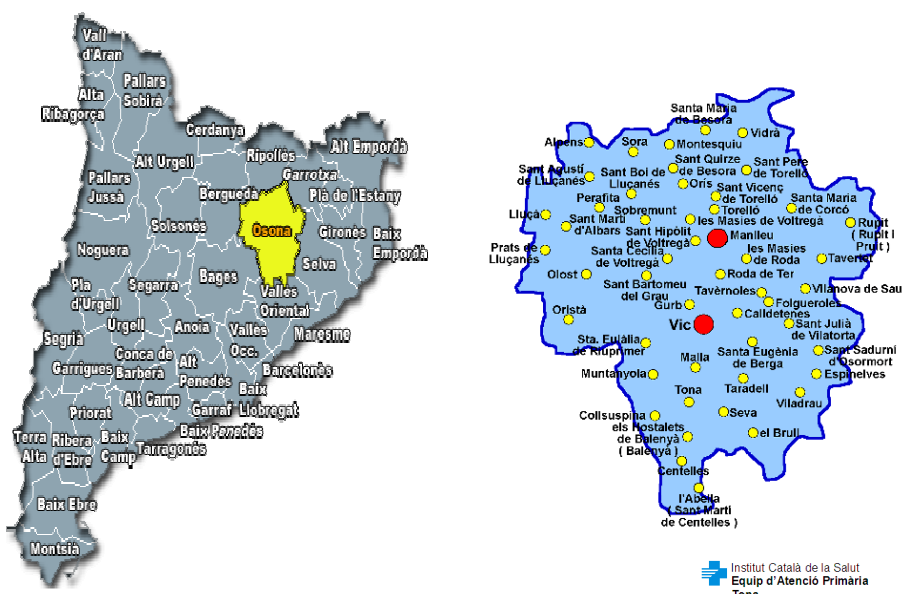 Vall
d'Aran
Pallars
Sobirà
Alta
Ribagorça
Cerdanya
Alt Empordà
Ripollès
Alt Urgell
Garrotxa
Pallars
Jussà
Berguedà
Plà de l'Estany
Solsonès
Osona
Gironès
Baix
Empordà
Noguera
Bages
Selva
Segarra
Pla
d'Urgell
Vallès
Oriental
Urgell
Anoia
Valles
Occ.
Maresme
Segrià
Conca de
Barberà
Alt
Penedès
Garrigues
Barcelonès
Baix
Llobregat
Alt Camp
Priorat
Garraf
Baix Penedès
Terra
Alta
Ribera
d'Ebre
Baix
Camp
Tarragonès
Baix Ebre
Montsià
Santa Maria
de Besora
Vidrà
Alpens
Sora
Montesquiu
Sant Agustí
de Lluçanés
Sant Boi de
Lluçanés
Sant Quirze
de Besora
Sant Pere
de Torelló
Orís
Perafita
Sant Vicenç
de Torelló
Santa Maria
de Corcó
Lluçà
Sant Martí
d'Albars
Sobremunt
Torelló
les Masies de Voltregà
Rupit
( Rupit I
Pruit )
Sant Hipòlit
de Voltregà
Manlleu
Prats de
Lluçanès
Santa Cecília
de Voltregà
les Masies
de Roda
Tavertet
Olost
Sant Bartomeu
del Grau
Roda de Ter
Tavèrnoles
Vilanova de Sau
Folgueroles
Oristà
Gurb
Calldetenes
Vic
Sant Julià
de Vilatorta
Sta. Eulàlia
de Riuprimer
Malla
Santa Eugènia
de Berga
Sant Sadurní
d'Osormort
Muntanyola
Espinelves
Taradell
Tona
Viladrau
Collsuspina
Seva
els Hostalets
de Balenyà
( Balenyà )
el Brull
Centelles
l'Abella
( Sant Martí
de Centelles )
Institut Català de la Salut
Equip d'Atenció Primària
Tona